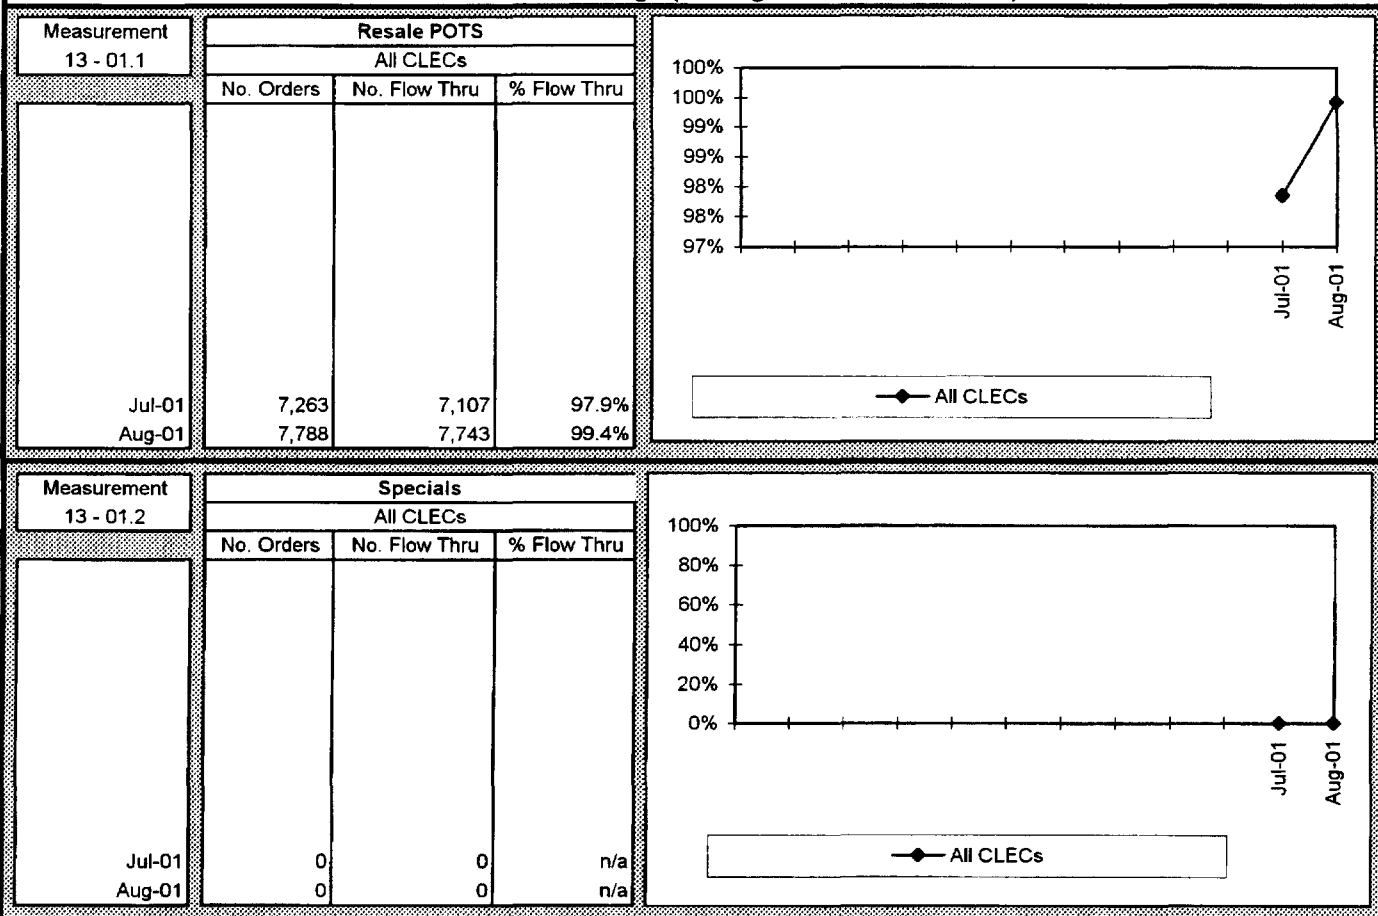 Measurement
13 - 01.1
Resale POTS
All CLECs
No. Orders No. Flow Thru % Flow Thru
Jul-01 7,263 7,107 97.9%
Aug-01 7,788 7,743 99.4%
100%
100%
99%
99%
98%
98%
97%
Jul-01
Aug-01
All CLECs
Measurement
13 - 01.2
Specials
All CLECs
No. Orders No. Flow Thru % Flow Thru
Jul-01 0 0 n/a
Aug-01 0 0 n/a
100%
80%
60%
40%
20%
0%
Jul-01
Aug-01
All CLECs